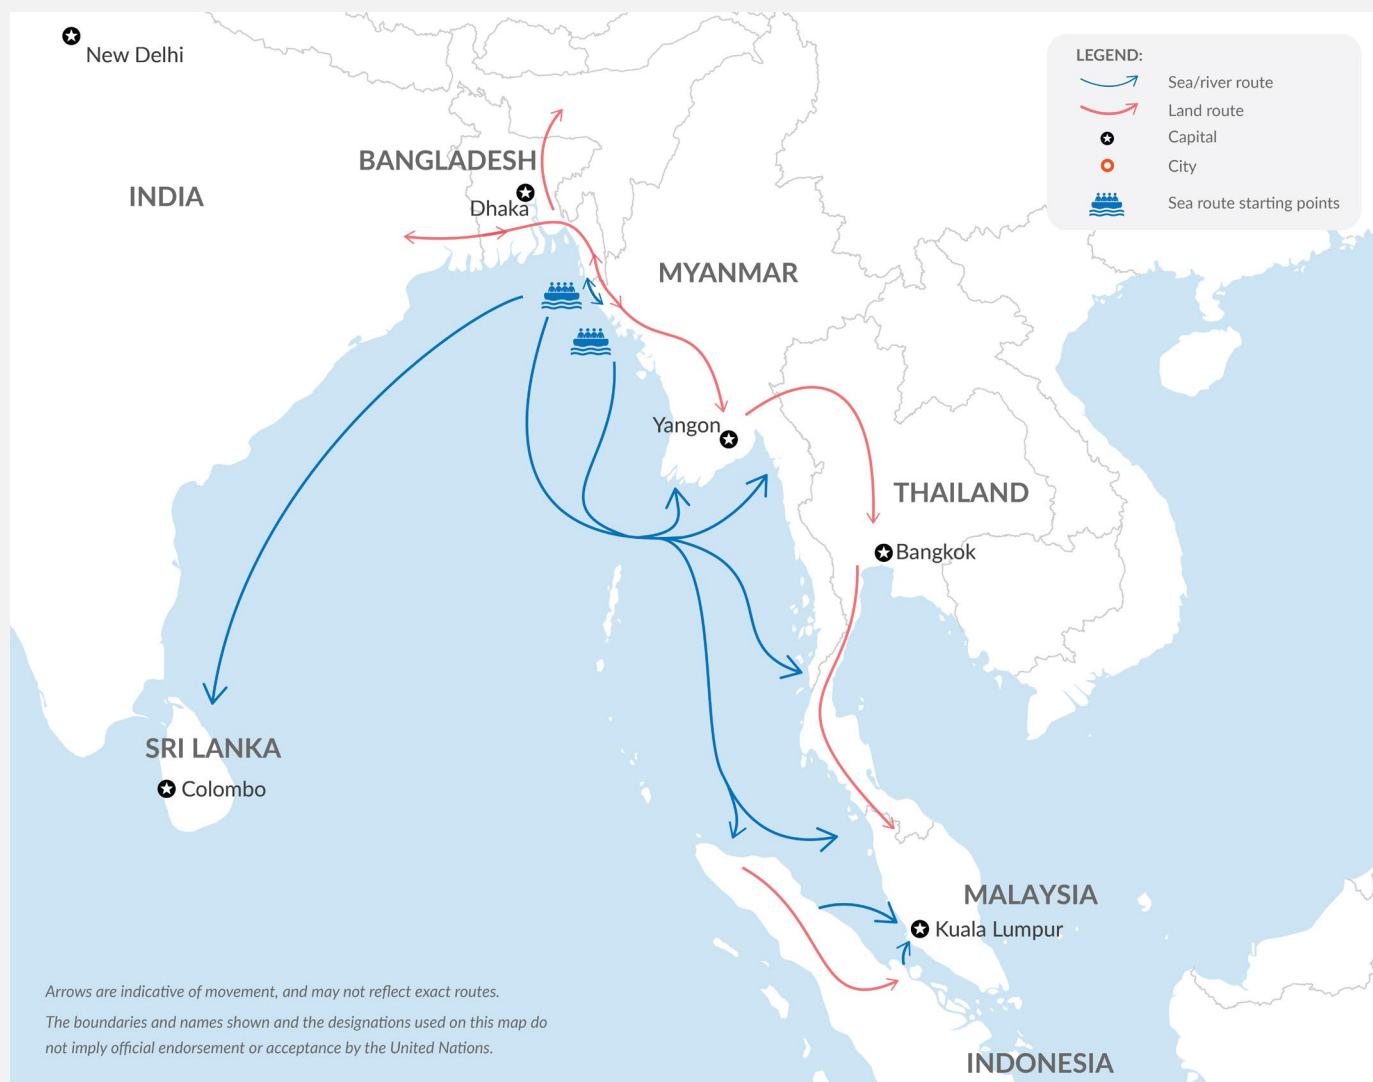 New Delhi
LEGEND:
Sea/river route
Land route
Capital
City
Sea route starting points
BANGLADESH
INDIA
Dhaka
MYANMAR
Yangon
THAILAND
Bangkok
SRI LANKA
Colombo
MALAYSIA
Kuala Lumpur
Arrows are indicative of movement, and may not reflect exact routes.
The boundaries and names shown and the designations used on this map do
not imply official endorsement or acceptance by the United Nations.
INDONESIA